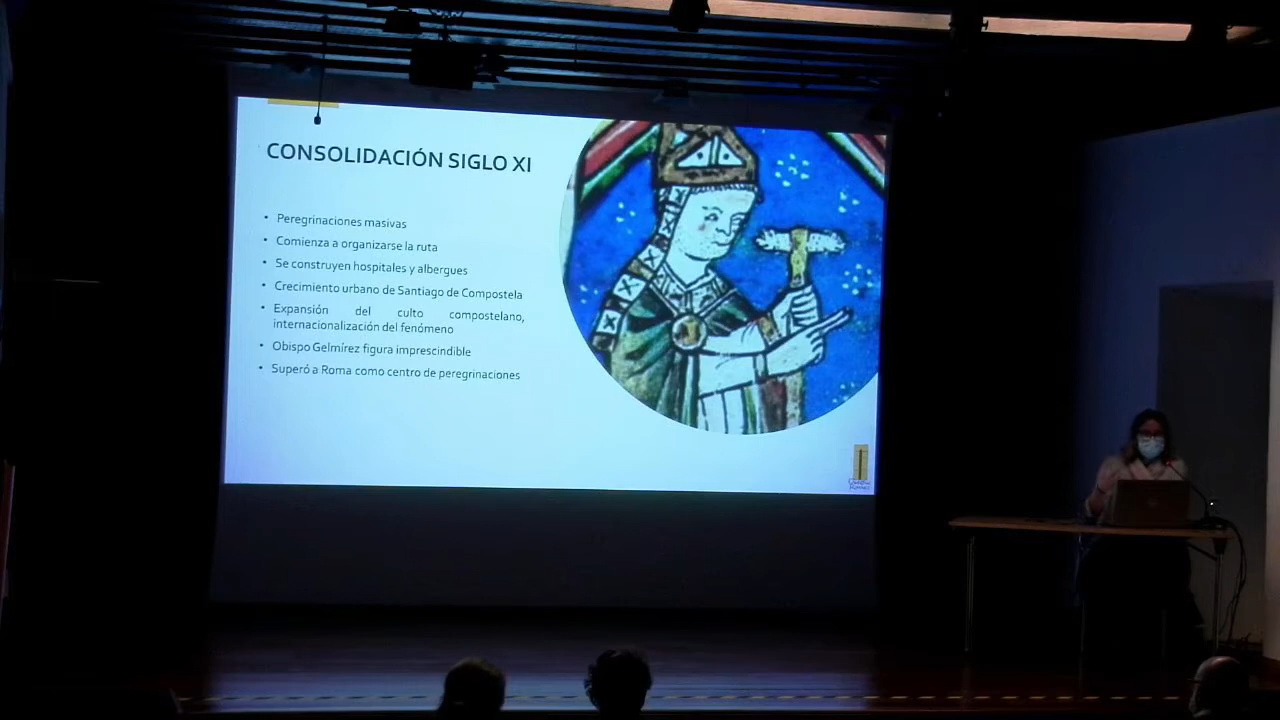 CONSOLIDACIÓN SIGLO XI
• Peregrinaciones masivas
• Comienza a organizarse la ruta
• Se construyen hospitales y albergues
• Crecimiento urbano de Santiago de Compostela
• Expansión del culto compostelano,
internacionalización del fenómeno
• Obispo Gelmírez figura imprescindible
• Superó a Roma como centro de peregrinaciones